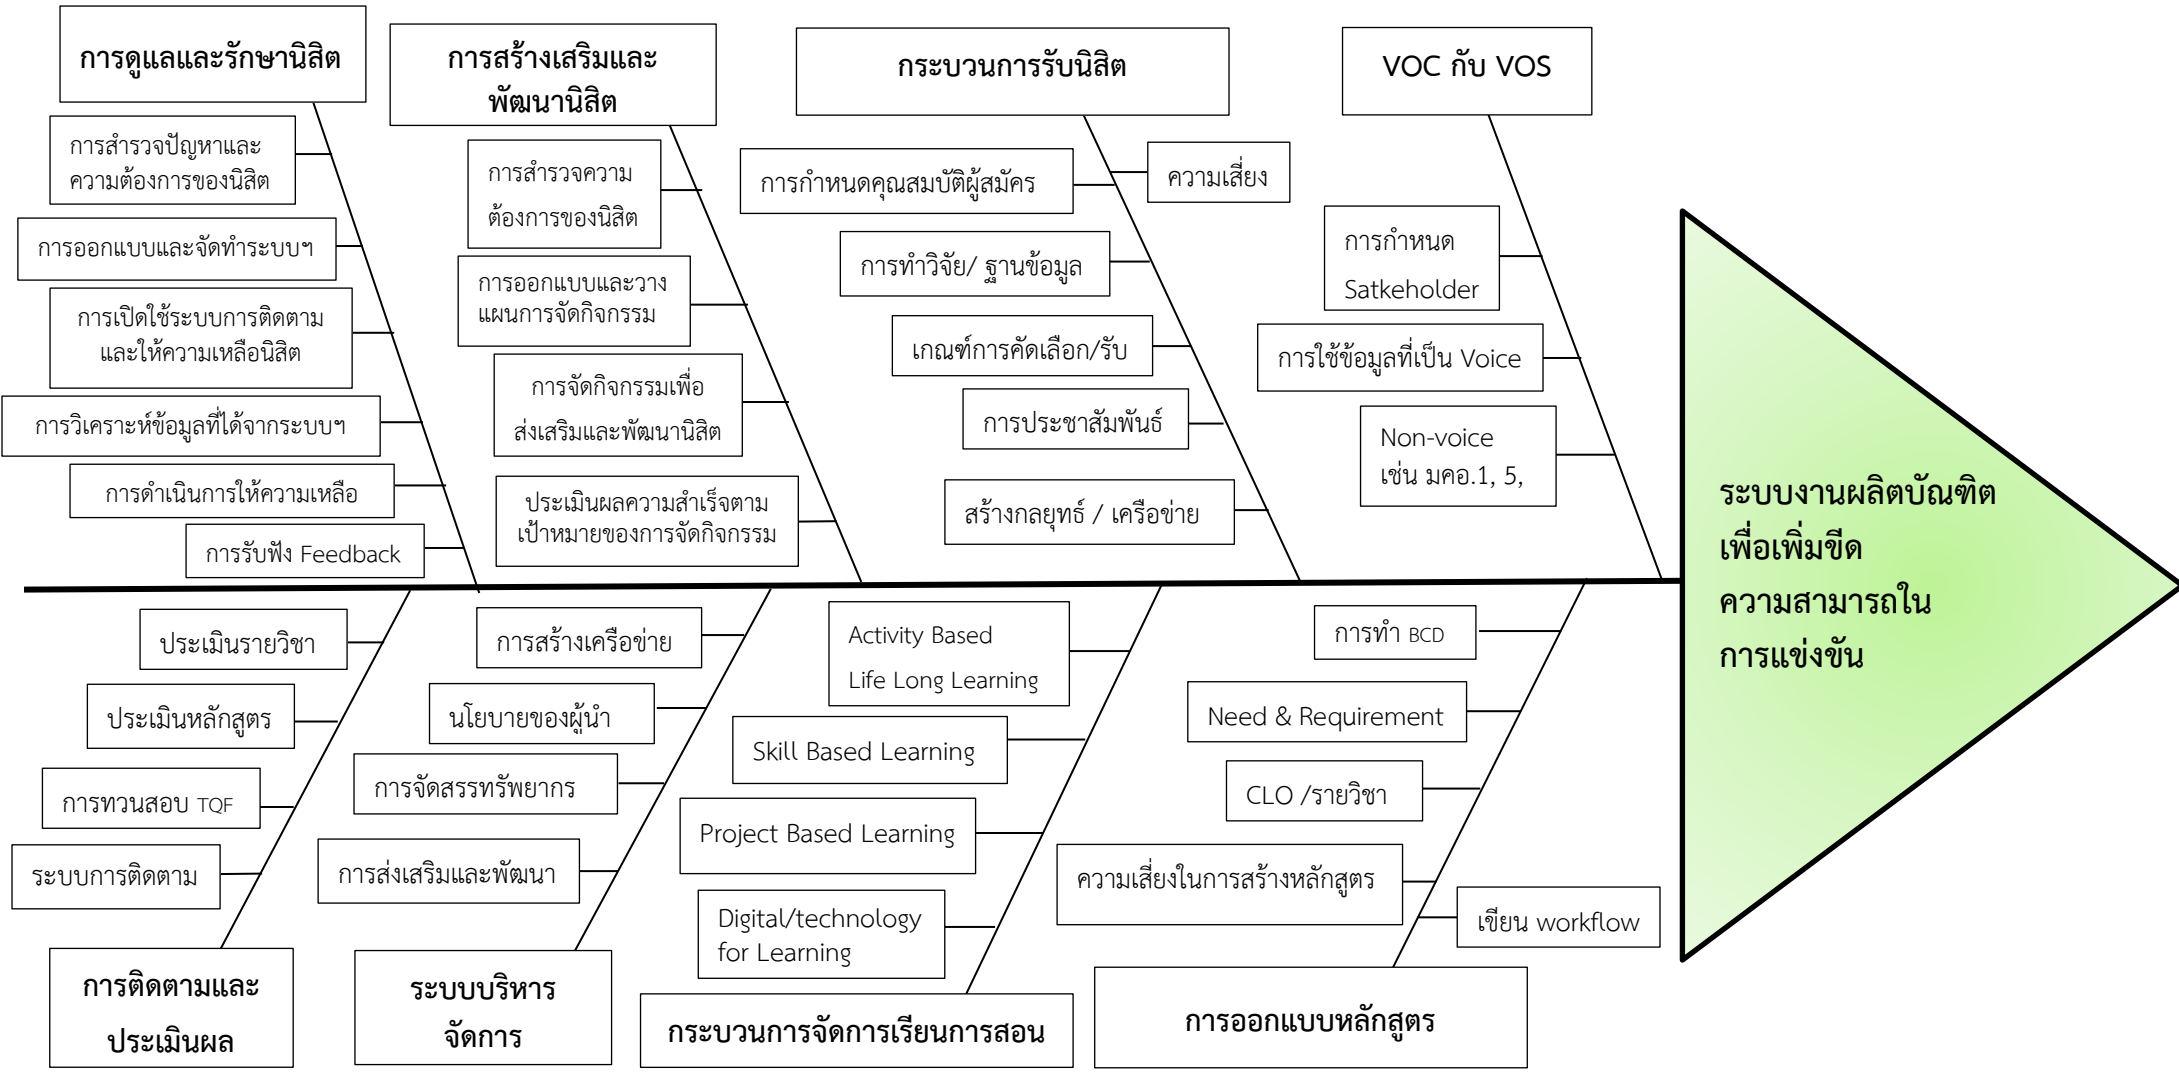 การดูแลและรักษานิสิต
การสำรวจปัญหาและ
ความต้องการของนิสิต
การออกแบบและจัดทำระบบฯ
การเปิดใช้ระบบการติดตาม
และให้ความเหลือนิสิต
การวิเคราะห์ข้อมูลที่ได้จากระบบฯ
การดำเนินการให้ความเหลือ
การรับฟัง Feedback
การสร้างเสริมและ
พัฒนานิสิต
การสำรวจความ
ต้องการของนิสิต
การออกแบบและวาง
แผนการจัดกิจกรรม
การจัดกิจกรรมเพื่อ
ส่งเสริมและพัฒนานิสิต
ประเมินผลความสำเร็จตาม
เป้าหมายของการจัดกิจกรรม
กระบวนการรับนิสิต
ความเสี่ยง
การกำหนดคุณสมบัติผู้สมัคร
การทำวิจัย/ ฐานข้อมูล
เกณฑ์การคัดเลือก/รับ
การประชาสัมพันธ์
สร้างกลยุทธ์ / เครือข่าย
VOC กับ VOS
การกำหนด
Satkeholder
การใช้ข้อมูลที่เป็น Voice
Non-voice
เช่น มคอ.1, 5,
ระบบงานผลิตบัณฑิต
เพื่อเพิ่มขีด
ความสามารถใน
การแข่งขัน
ประเมินรายวิชา
ประเมินหลักสูตร
การทวนสอบ TQF
ระบบการติดตาม
การติดตามและ
ประเมินผล
การสร้างเครือข่าย
นโยบายของผู้นำ
การจัดสรรทรัพยากร
การส่งเสริมและพัฒนา
ระบบบริหาร
จัดการ
Activity Based
Life Long Learning
Skill Based Learning
Project Based Learning
Digital/technology
for Learning
กระบวนการจัดการเรียนการสอน
การทำ BCD
Need & Requirement
CLO /รายวิชา
ความเสี่ยงในการสร้างหลักสูตร
เขียน workflow
การออกแบบหลักสูตร